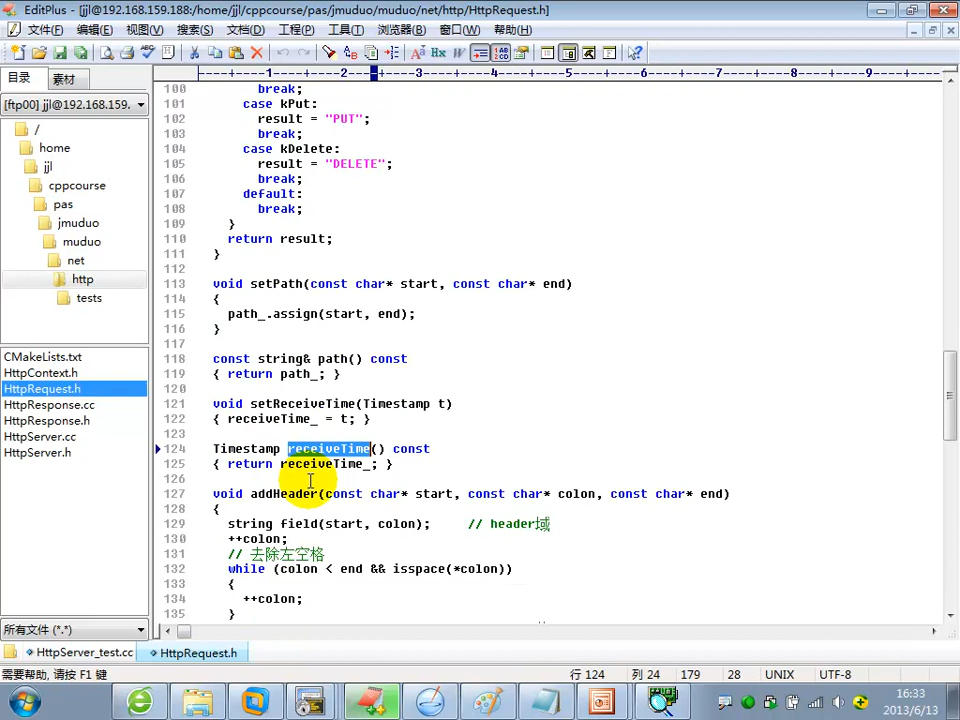 EditPlus - [jjl@192.168.159.188:/home/jjl/cppcourse/pas/jmuduo/muduo/net/http/HttpRequest.h]
文件(F) 编辑(E) 视图(V) 搜索(S) 文档(D) 工程(P) 工具(T) 浏览器(B) 窗口(W) 帮助(H)
目录 素材
[ftp00] jjl@192.168.159.
/
home
jjl
cppcourse
pas
jmuduo
muduo
net
http
tests
CMakeLists.txt
HttpContext.h
HttpRequest.h
HttpResponse.cc
HttpResponse.h
HttpServer.cc
HttpServer.h
所有文件 (*.*)
----+----1----+----2----+----3----+----4----+----5----+----6----+----7----+----8----+----9----+--
100 break;
101 case kPut:
102 result = "PUT";
103 break;
104 case kDelete:
105 result = "DELETE";
106 break;
107 default:
108 break;
109 }
110 return result;
111 }
112
113 void setPath(const char* start, const char* end)
114 {
115 path_.assign(start, end);
116 }
117
118 const string& path() const
119 { return path_; }
120
121 void setReceiveTime(Timestamp t)
122 { receiveTime_ = t; }
123
124 Timestamp receiveTime() const
125 { return receiveTime_; }
126
127 void addHeader(const char* start, const char* colon, const char* end)
128 {
129 string field(start, colon); // header域
130 ++colon;
131 // 去除左空格
132 while (colon < end && isspace(*colon))
133 {
134 ++colon;
135 }
HttpServer_test.cc HttpRequest.h
需要帮助, 请按 F1 键 行 124 列 24 179 28 UNIX UTF-8
16:33
2013/6/13